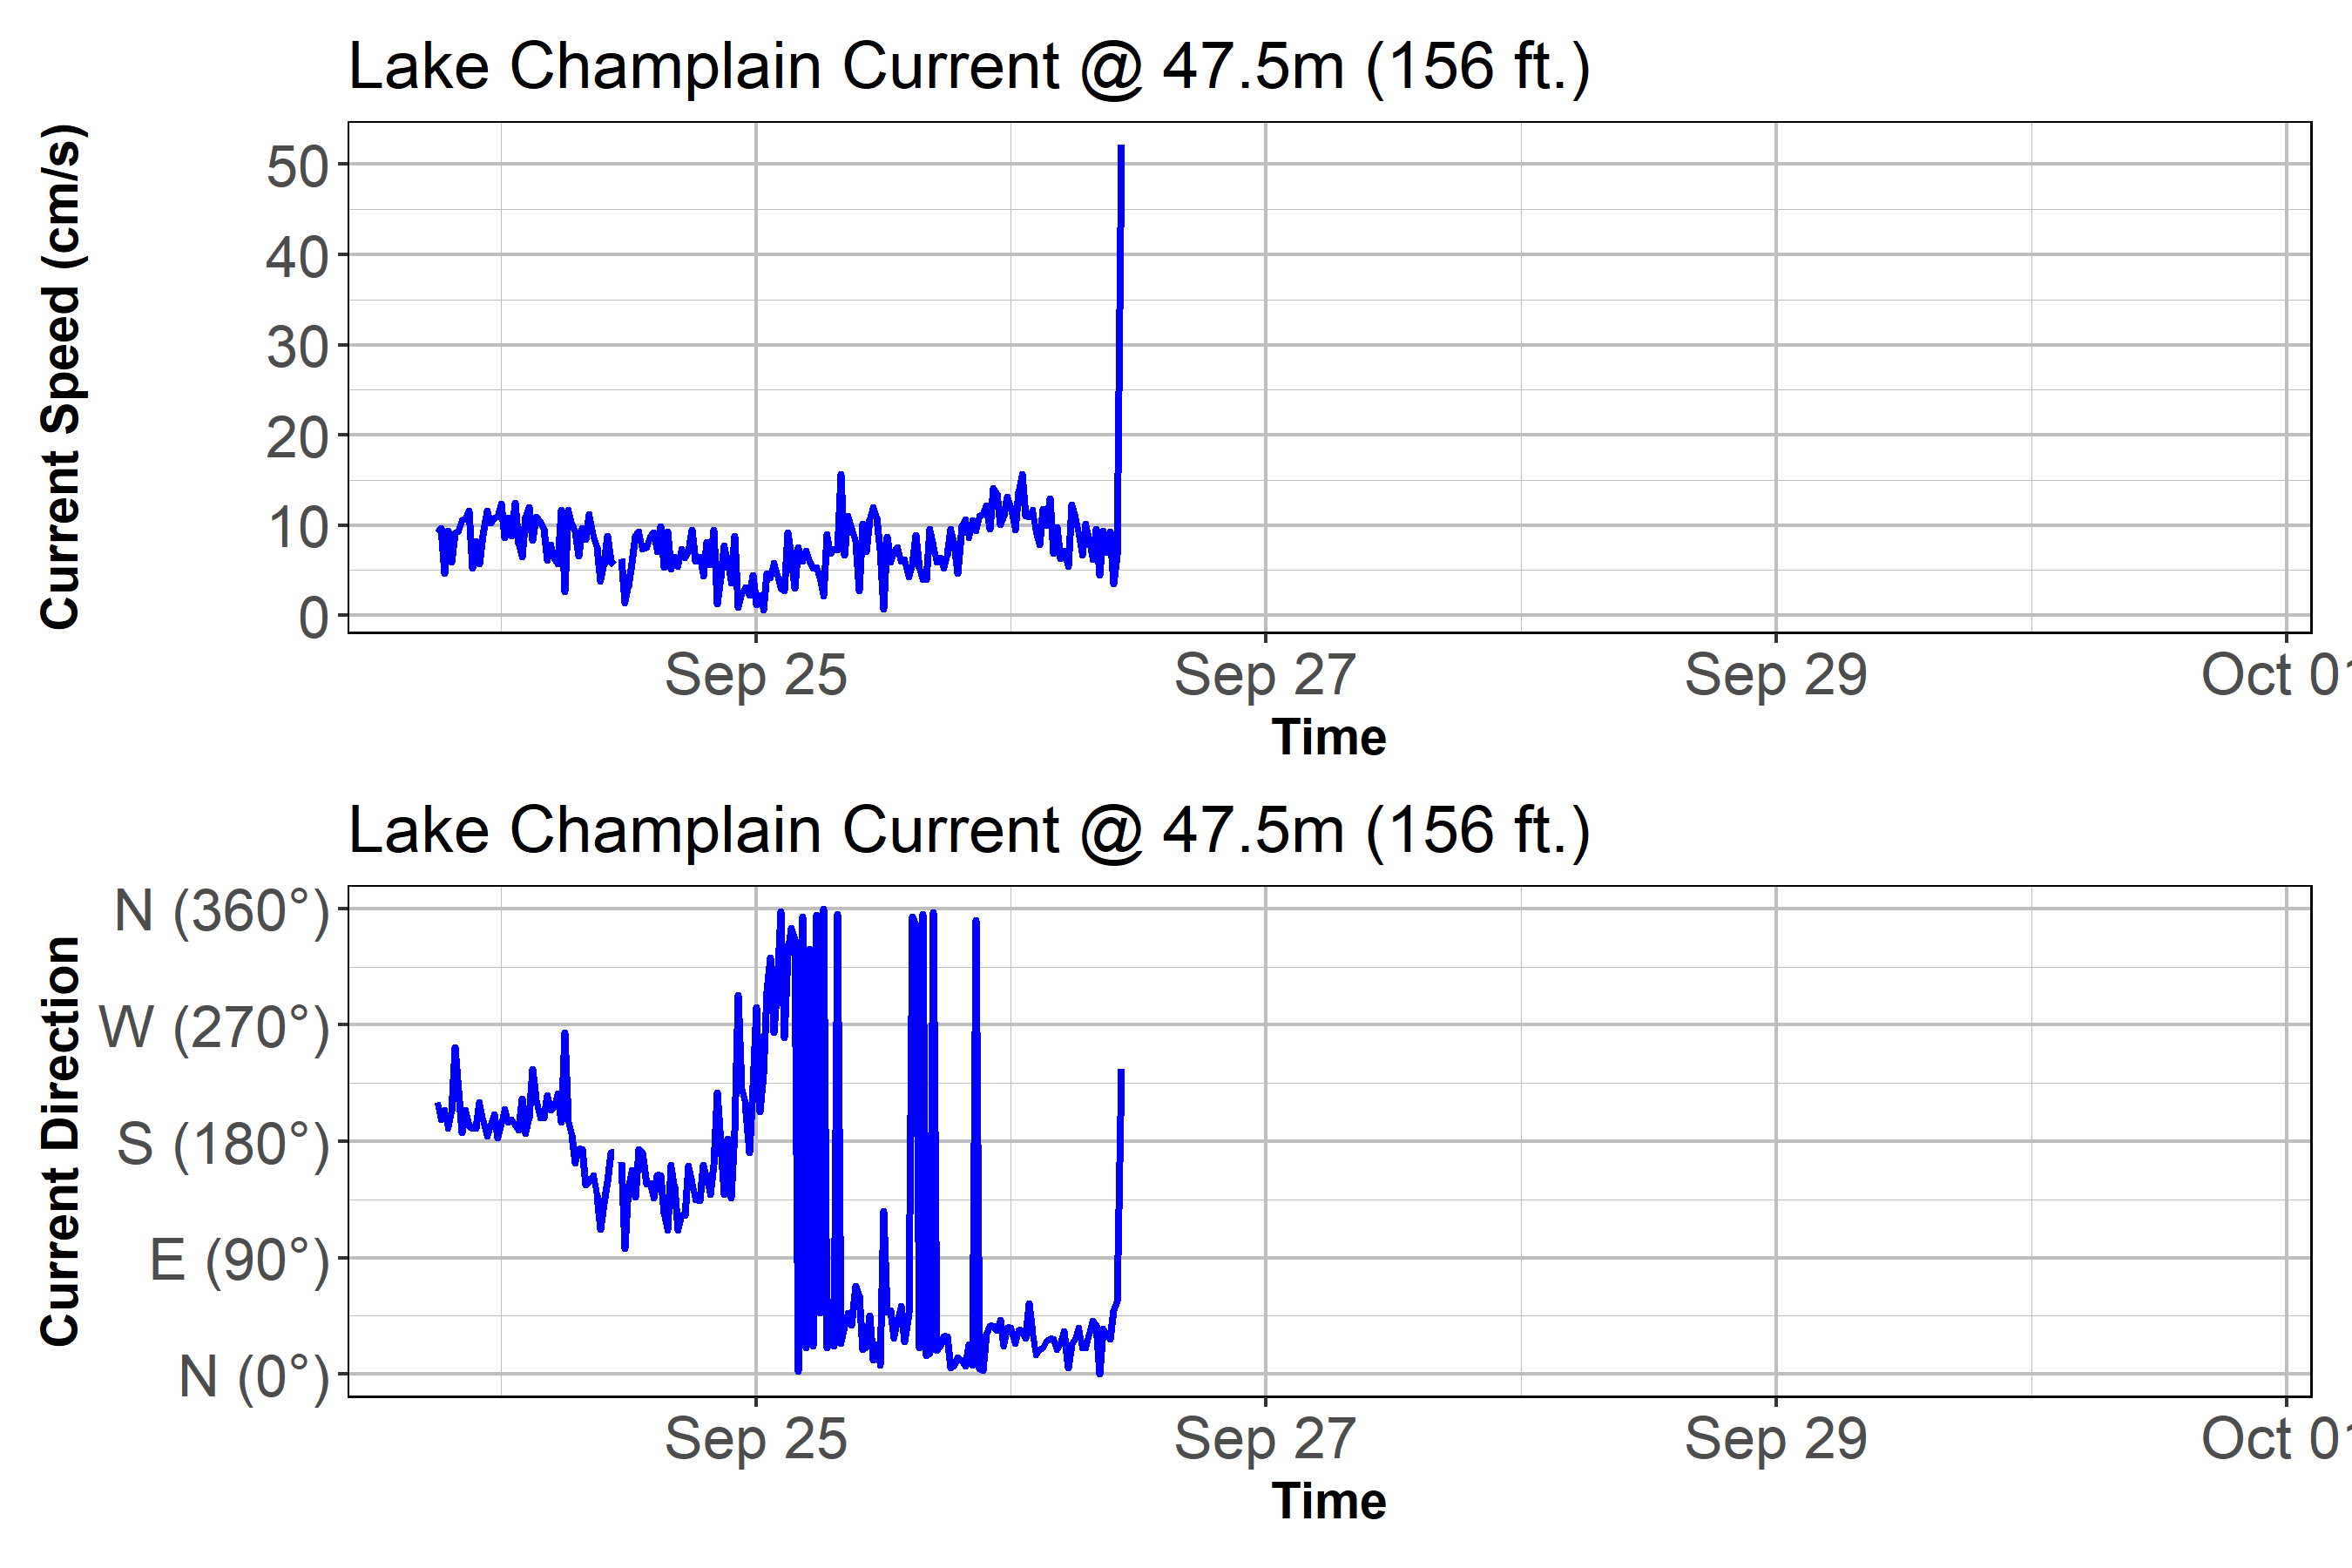 Lake Champlain Current @ 47.5m (156 ft.)
Current Speed (cm/s)
50
40
30
20
10
0
Sep 25 Sep 27 Sep 29 Oct 01
Time
Lake Champlain Current @ 47.5m (156 ft.)
Current Direction
N (360°)
W (270°)
S (180°)
E (90°)
N (0°)
Sep 25 Sep 27 Sep 29 Oct 01
Time